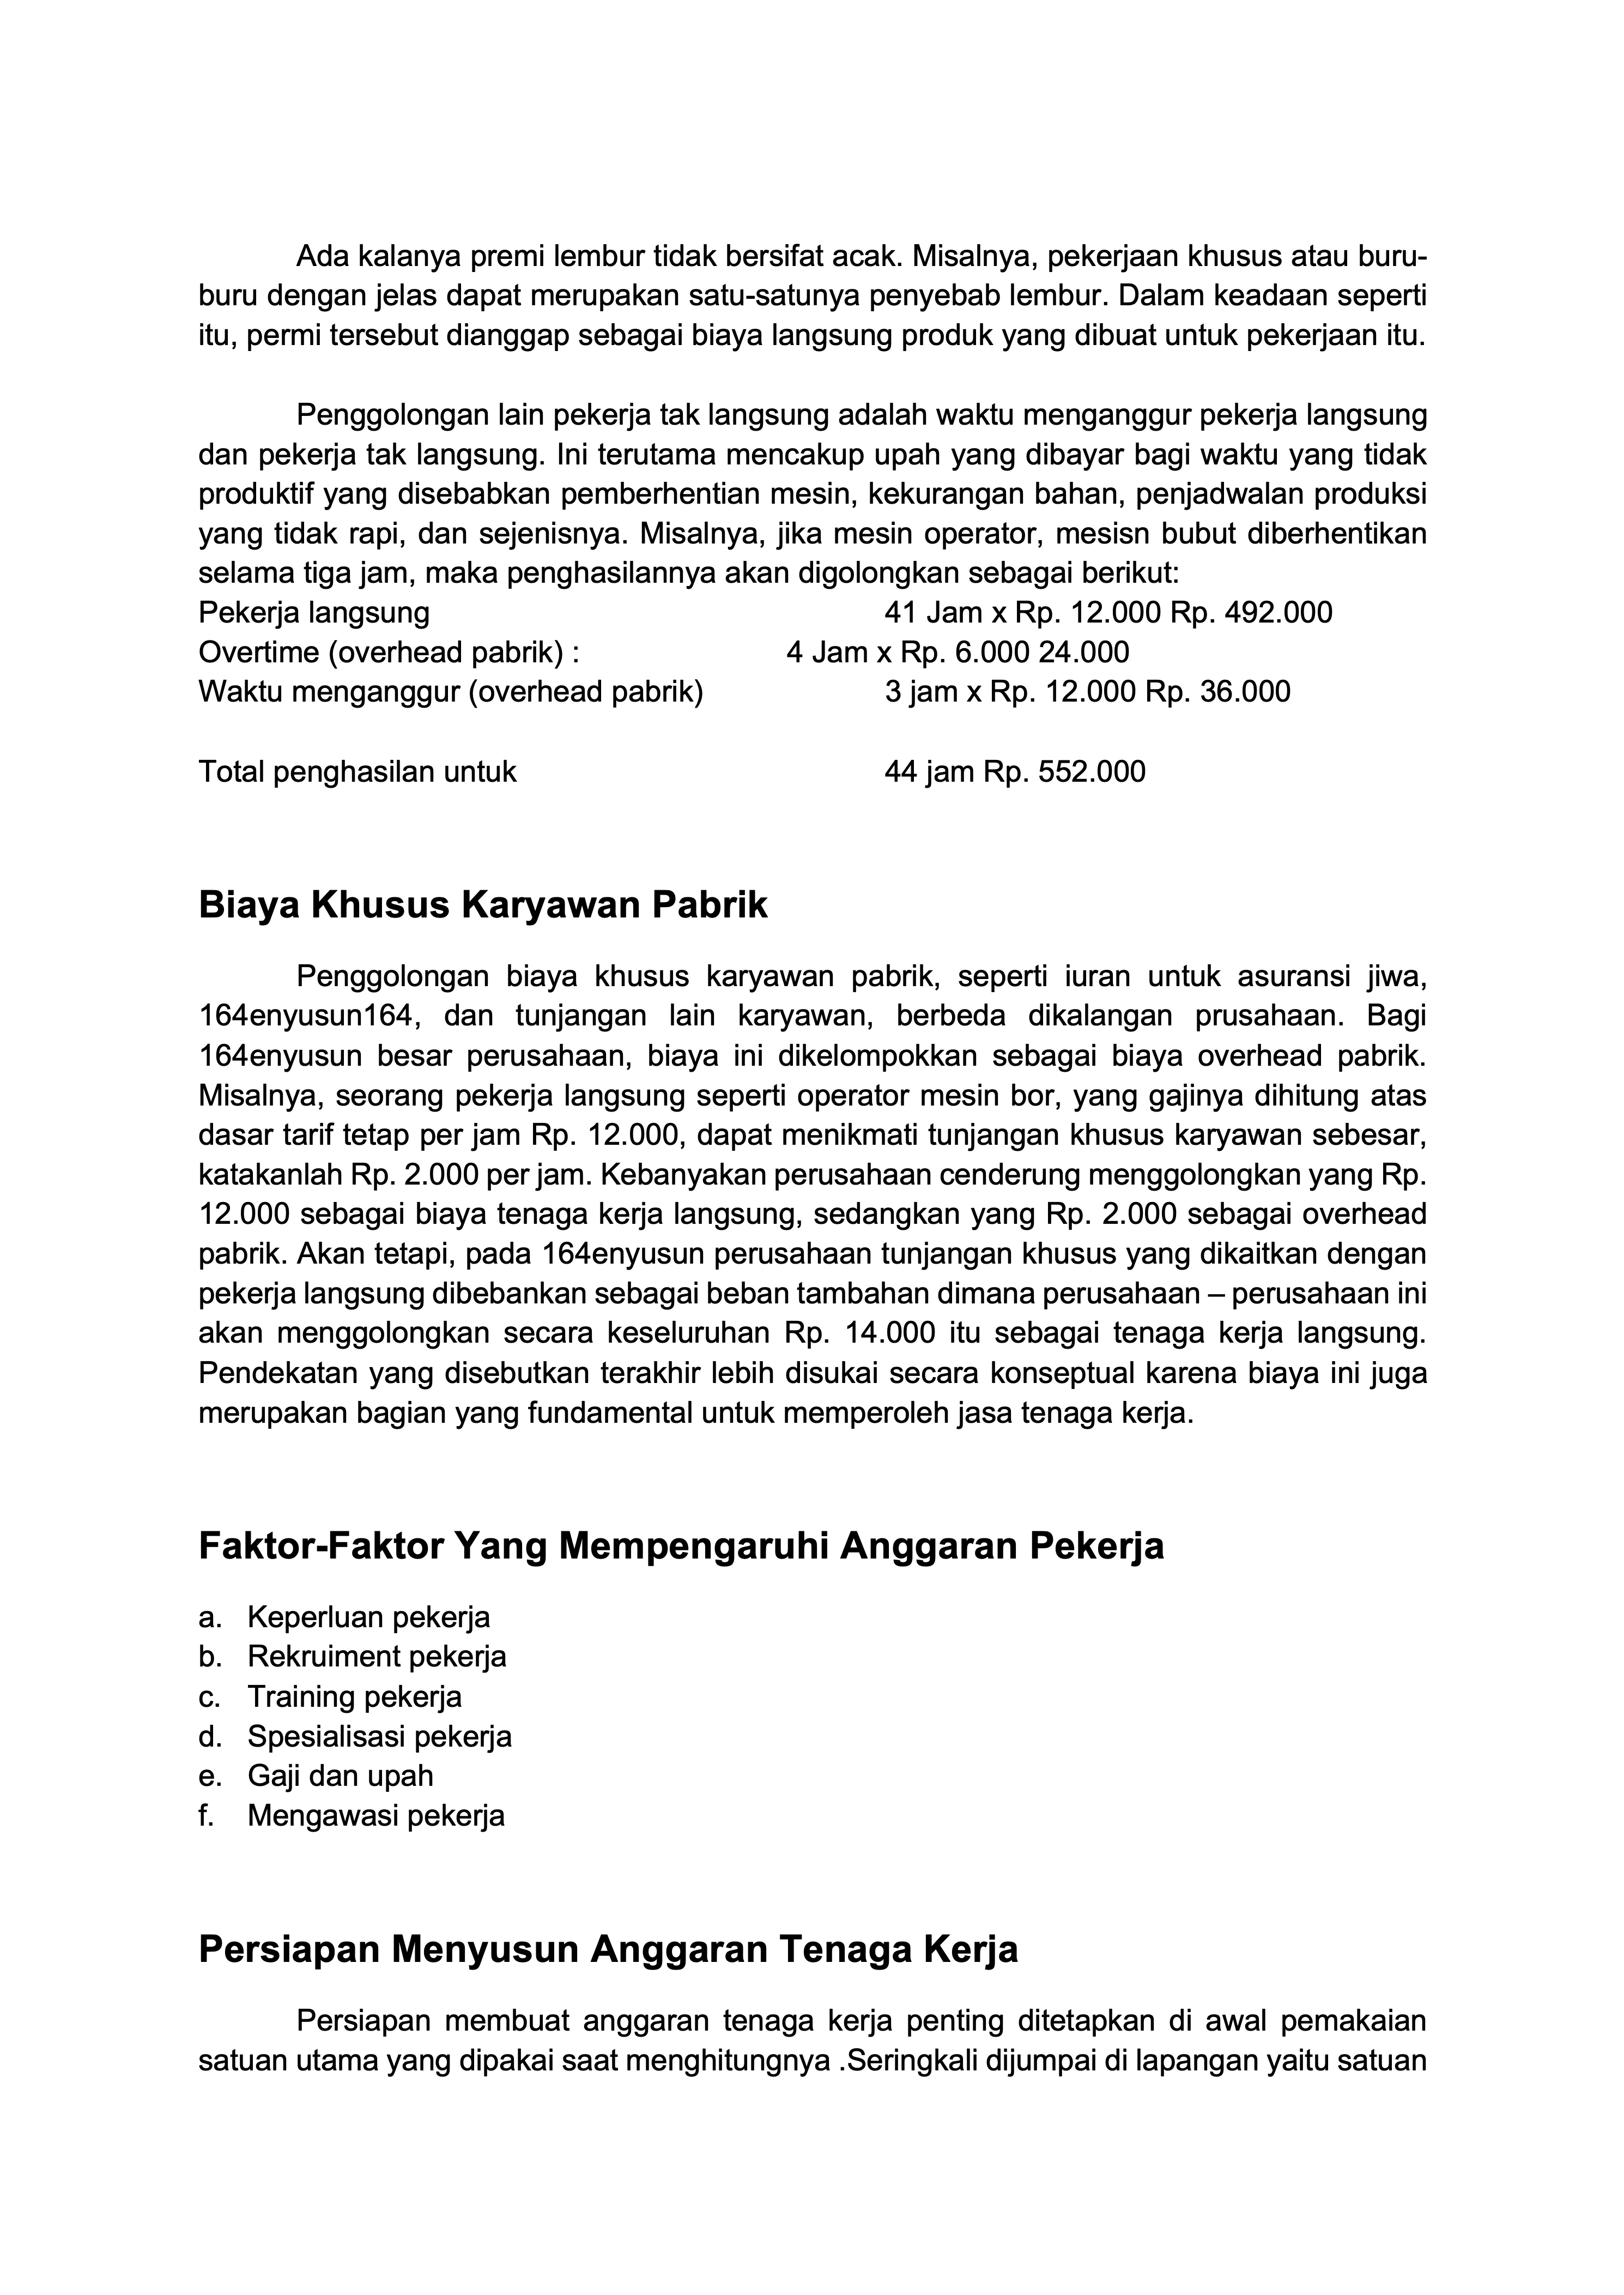 Ada kalanya premi lembur tidak bersifat acak. Misalnya, pekerjaan khusus atau buru-
buru dengan jelas dapat merupakan satu-satunya penyebab lembur. Dalam keadaan seperti
itu, permi tersebut dianggap sebagai biaya langsung produk yang dibuat untuk pekerjaan itu.
Penggolongan lain pekerja tak langsung adalah waktu menganggur pekerja langsung
dan pekerja tak langsung. Ini terutama mencakup upah yang dibayar bagi waktu yang tidak
produktif yang disebabkan pemberhentian mesin, kekurangan bahan, penjadwalan produksi
yang tidak rapi, dan sejenisnya. Misalnya, jika mesin operator, mesisn bubut diberhentikan
selama tiga jam, maka penghasilannya akan digolongkan sebagai berikut:
Pekerja langsung 41 Jam x Rp. 12.000 Rp. 492.000
Overtime (overhead pabrik) : 4 Jam x Rp. 6.000 24.000
Waktu menganggur (overhead pabrik) 3 jam x Rp. 12.000 Rp. 36.000
Total penghasilan untuk 44 jam Rp. 552.000
Biaya Khusus Karyawan Pabrik
Penggolongan biaya khusus karyawan pabrik, seperti iuran untuk asuransi jiwa,
164enyusun164, dan tunjangan lain karyawan, berbeda dikalangan prusahaan. Bagi
164enyusun besar perusahaan, biaya ini dikelompokkan sebagai biaya overhead pabrik.
Misalnya, seorang pekerja langsung seperti operator mesin bor, yang gajinya dihitung atas
dasar tarif tetap per jam Rp. 12.000, dapat menikmati tunjangan khusus karyawan sebesar,
katakanlah Rp. 2.000 per jam. Kebanyakan perusahaan cenderung menggolongkan yang Rp.
12.000 sebagai biaya tenaga kerja langsung, sedangkan yang Rp. 2.000 sebagai overhead
pabrik. Akan tetapi, pada 164enyusun perusahaan tunjangan khusus yang dikaitkan dengan
pekerja langsung dibebankan sebagai beban tambahan dimana perusahaan – perusahaan ini
akan menggolongkan secara keseluruhan Rp. 14.000 itu sebagai tenaga kerja langsung.
Pendekatan yang disebutkan terakhir lebih disukai secara konseptual karena biaya ini juga
merupakan bagian yang fundamental untuk memperoleh jasa tenaga kerja.
Faktor-Faktor Yang Mempengaruhi Anggaran Pekerja
a. Keperluan pekerja
b. Rekruiment pekerja
c. Training pekerja
d. Spesialisasi pekerja
e. Gaji dan upah
f. Mengawasi pekerja
Persiapan Menyusun Anggaran Tenaga Kerja
Persiapan membuat anggaran tenaga kerja penting ditetapkan di awal pemakaian
satuan utama yang dipakai saat menghitungnya .Seringkali dijumpai di lapangan yaitu satuan